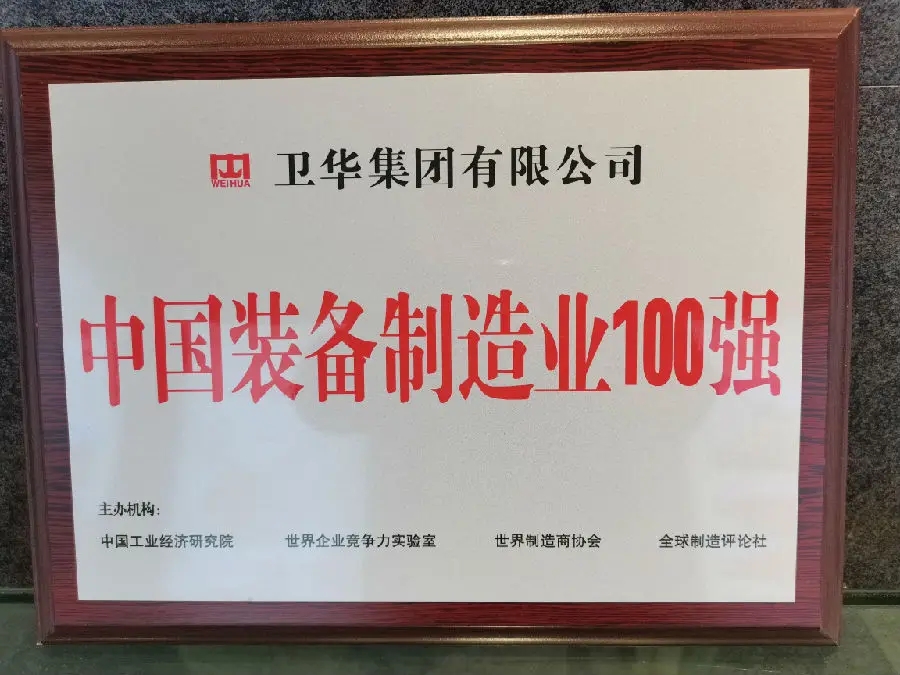 WEIHUA 卫华集团有限公司
中国装备制造业100强
主办机构:
中国工业经济研究院 世界企业竞争力实验室 世界制造商协会 全球制造评论社